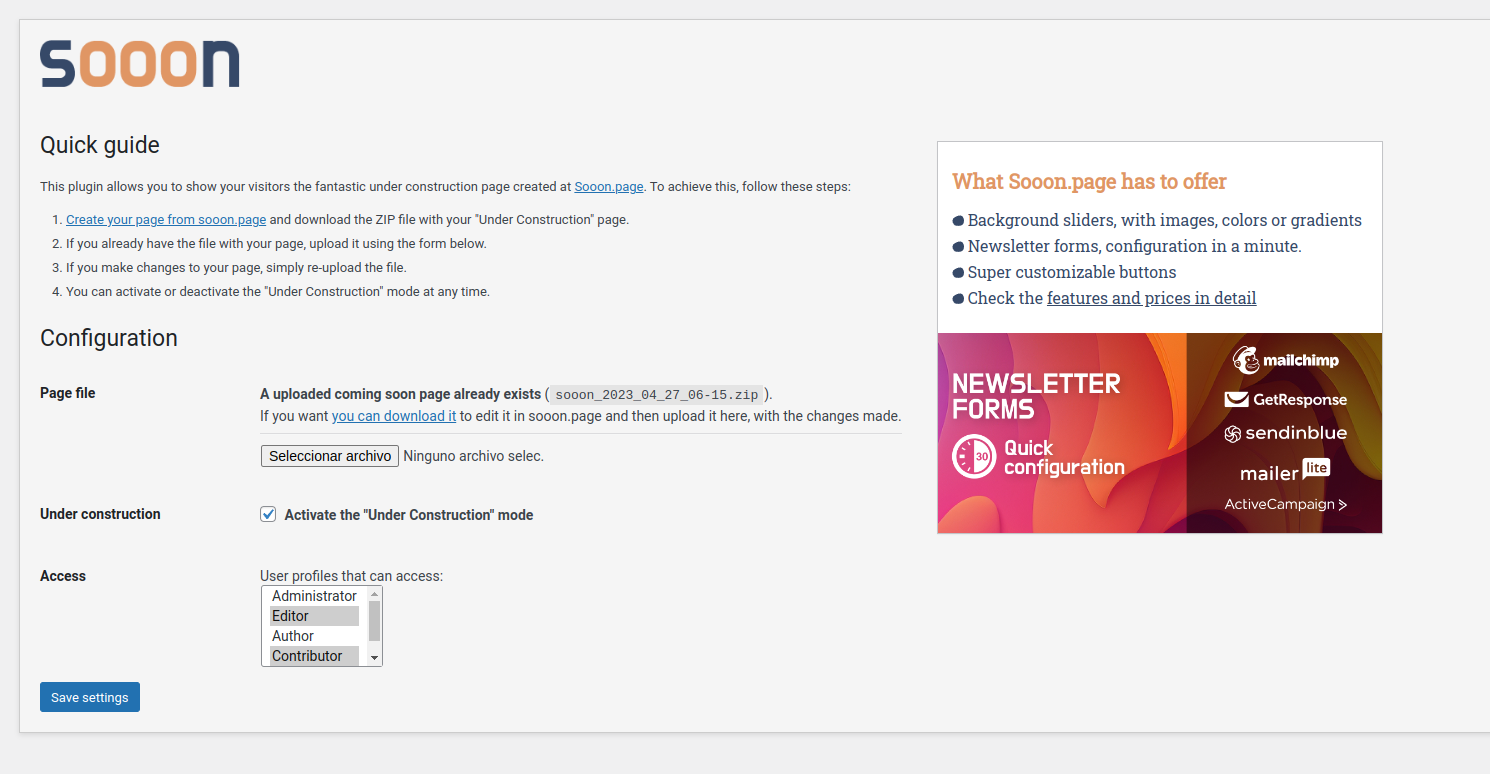 sooon
Quick guide
This plugin allows you to show your visitors the fantastic under construction page created at Sooon.page. To achieve this, follow these steps:
1. Create your page from sooon.page and download the ZIP file with your "Under Construction" page.
2. If you already have the file with your page, upload it using the form below.
3. If you make changes to your page, simply re-upload the file.
4. You can activate or deactivate the "Under Construction" mode at any time.
Configuration
Page file
A uploaded coming soon page already exists ( sooon_2023_04_27_06-15.zip ).
If you want you can download it to edit it in sooon.page and then upload it here, with the changes made.
Seleccionar archivo Ninguno archivo selec.
Under construction
Activate the "Under Construction" mode
Access
User profiles that can access:
Administrator
Editor
Author
Contributor
Save settings
What Sooon.page has to offer
Background sliders, with images, colors or gradients
Newsletter forms, configuration in a minute.
Super customizable buttons
Check the features and prices in detail
NEWSLETTER
FORMS
30
Quick
configuration
mailchimp
GetResponse
sendinblue
mailer lite
ActiveCampaign >